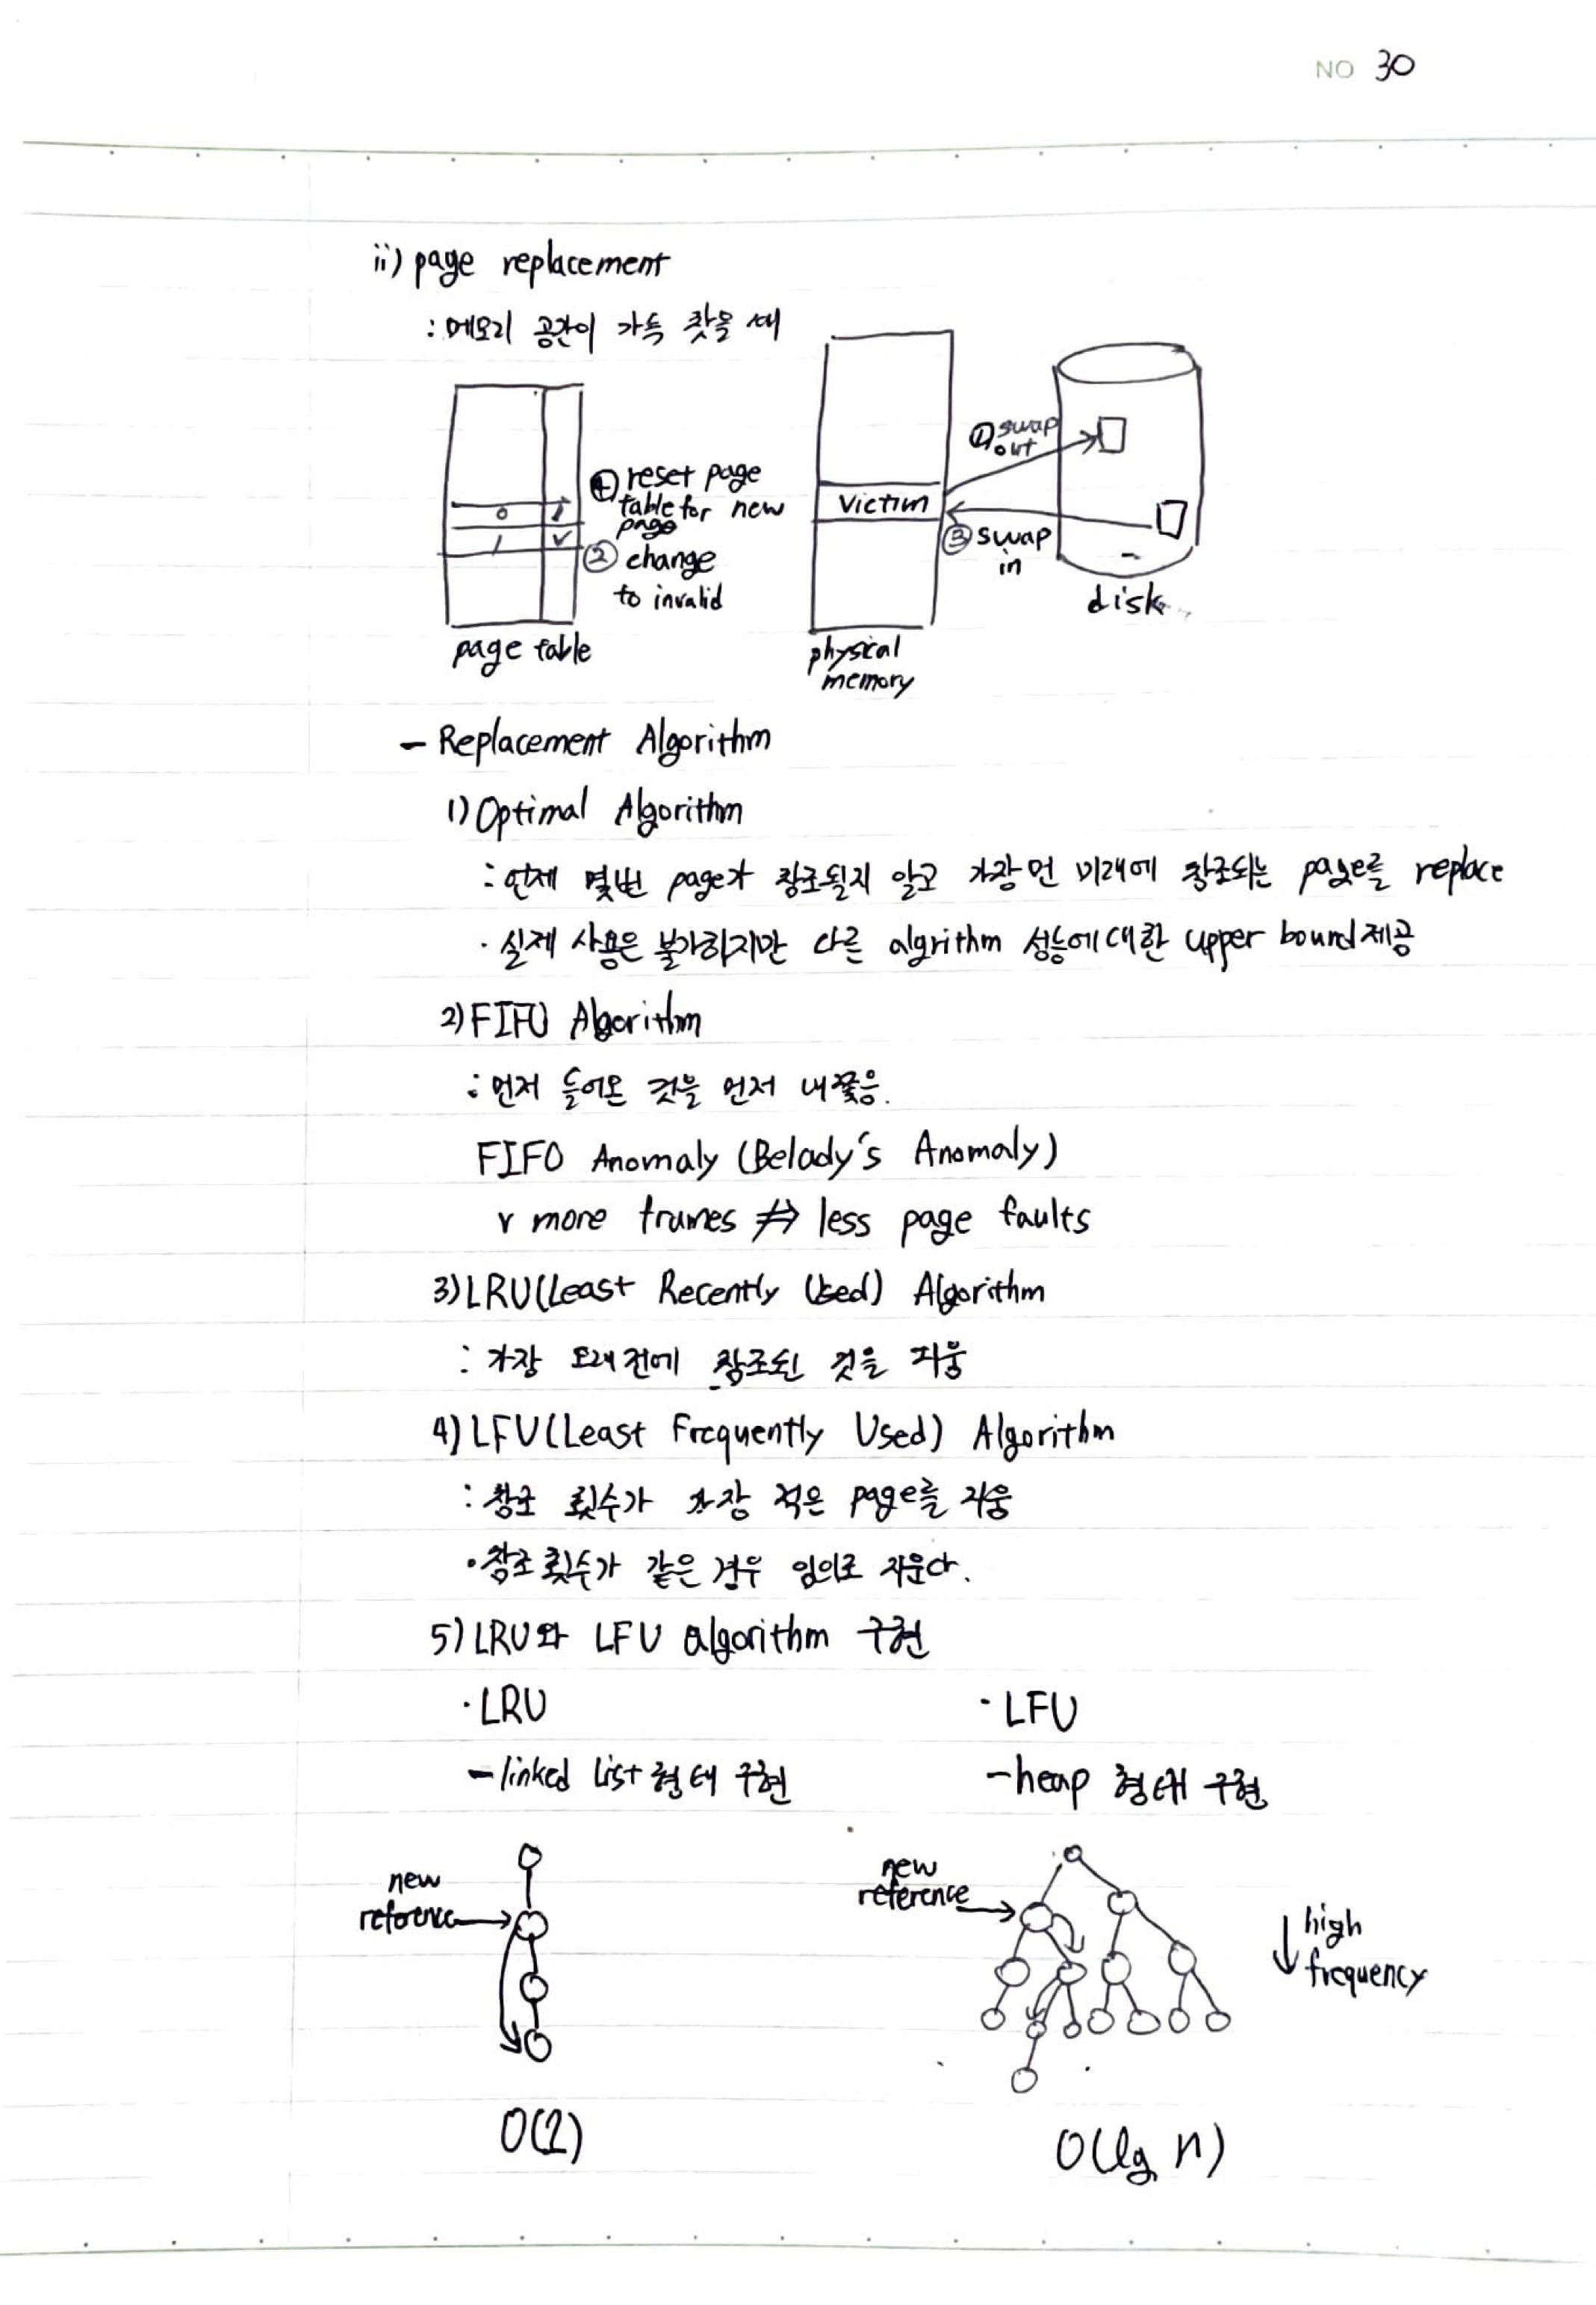 NO 30
ii) page replacement
: 메모리 공간이 가득 찼을 때
① swap
out
④ reset page
table for new
page
victim
0 i
1 v
② change
to invalid
③ swap
in
disk
page table
physical
memory
- Replacement Algorithm
1) Optimal Algorithm
: 언제 몇번 page가 참조될지 알고 가장 먼 미래에 참조되는 page를 replace
· 실제 사용은 불가하지만 다른 algrithm 성능에 대한 upper bound 제공
2) FIFO Algorithm
: 먼저 들어온 것을 먼저 내쫓음.
FIFO Anomaly (Belady's Anomaly)
v more frames ⇏ less page faults
3) LRU(Least Recently Used) Algorithm
: 가장 오래전에 참조된 것을 지움
4) LFU(Least Frequently Used) Algorithm
: 참조 횟수가 가장 적은 page를 지움
· 참조 횟수가 같은 경우 임의로 지운다.
5) LRU와 LFU algorithm 구현
· LRU · LFU
- linked list 형태 구현 - heap 형태 구현
new
reference
new
reference
high
frequency
O(1)
O(lg n)